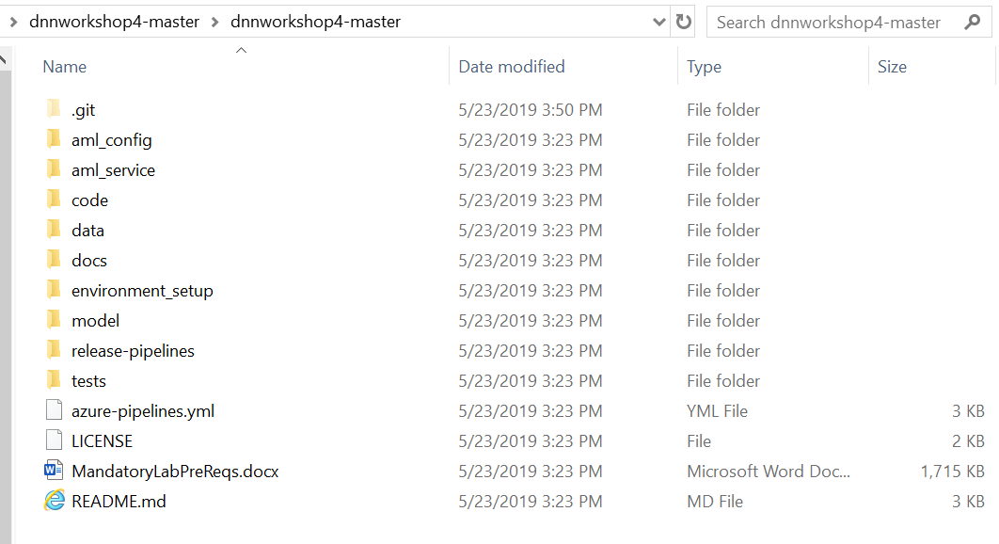 dnnworkshop4-master > dnnworkshop4-master Search dnnworkshop4-master
Name Date modified Type Size
.git 5/23/2019 3:50 PM File folder
aml_config 5/23/2019 3:23 PM File folder
aml_service 5/23/2019 3:23 PM File folder
code 5/23/2019 3:23 PM File folder
data 5/23/2019 3:23 PM File folder
docs 5/23/2019 3:23 PM File folder
environment_setup 5/23/2019 3:23 PM File folder
model 5/23/2019 3:23 PM File folder
release-pipelines 5/23/2019 3:23 PM File folder
tests 5/23/2019 3:23 PM File folder
azure-pipelines.yml 5/23/2019 3:23 PM YML File 3 KB
LICENSE 5/23/2019 3:23 PM File 2 KB
MandatoryLabPreReqs.docx 5/23/2019 3:23 PM Microsoft Word Doc... 1,715 KB
README.md 5/23/2019 3:23 PM MD File 3 KB